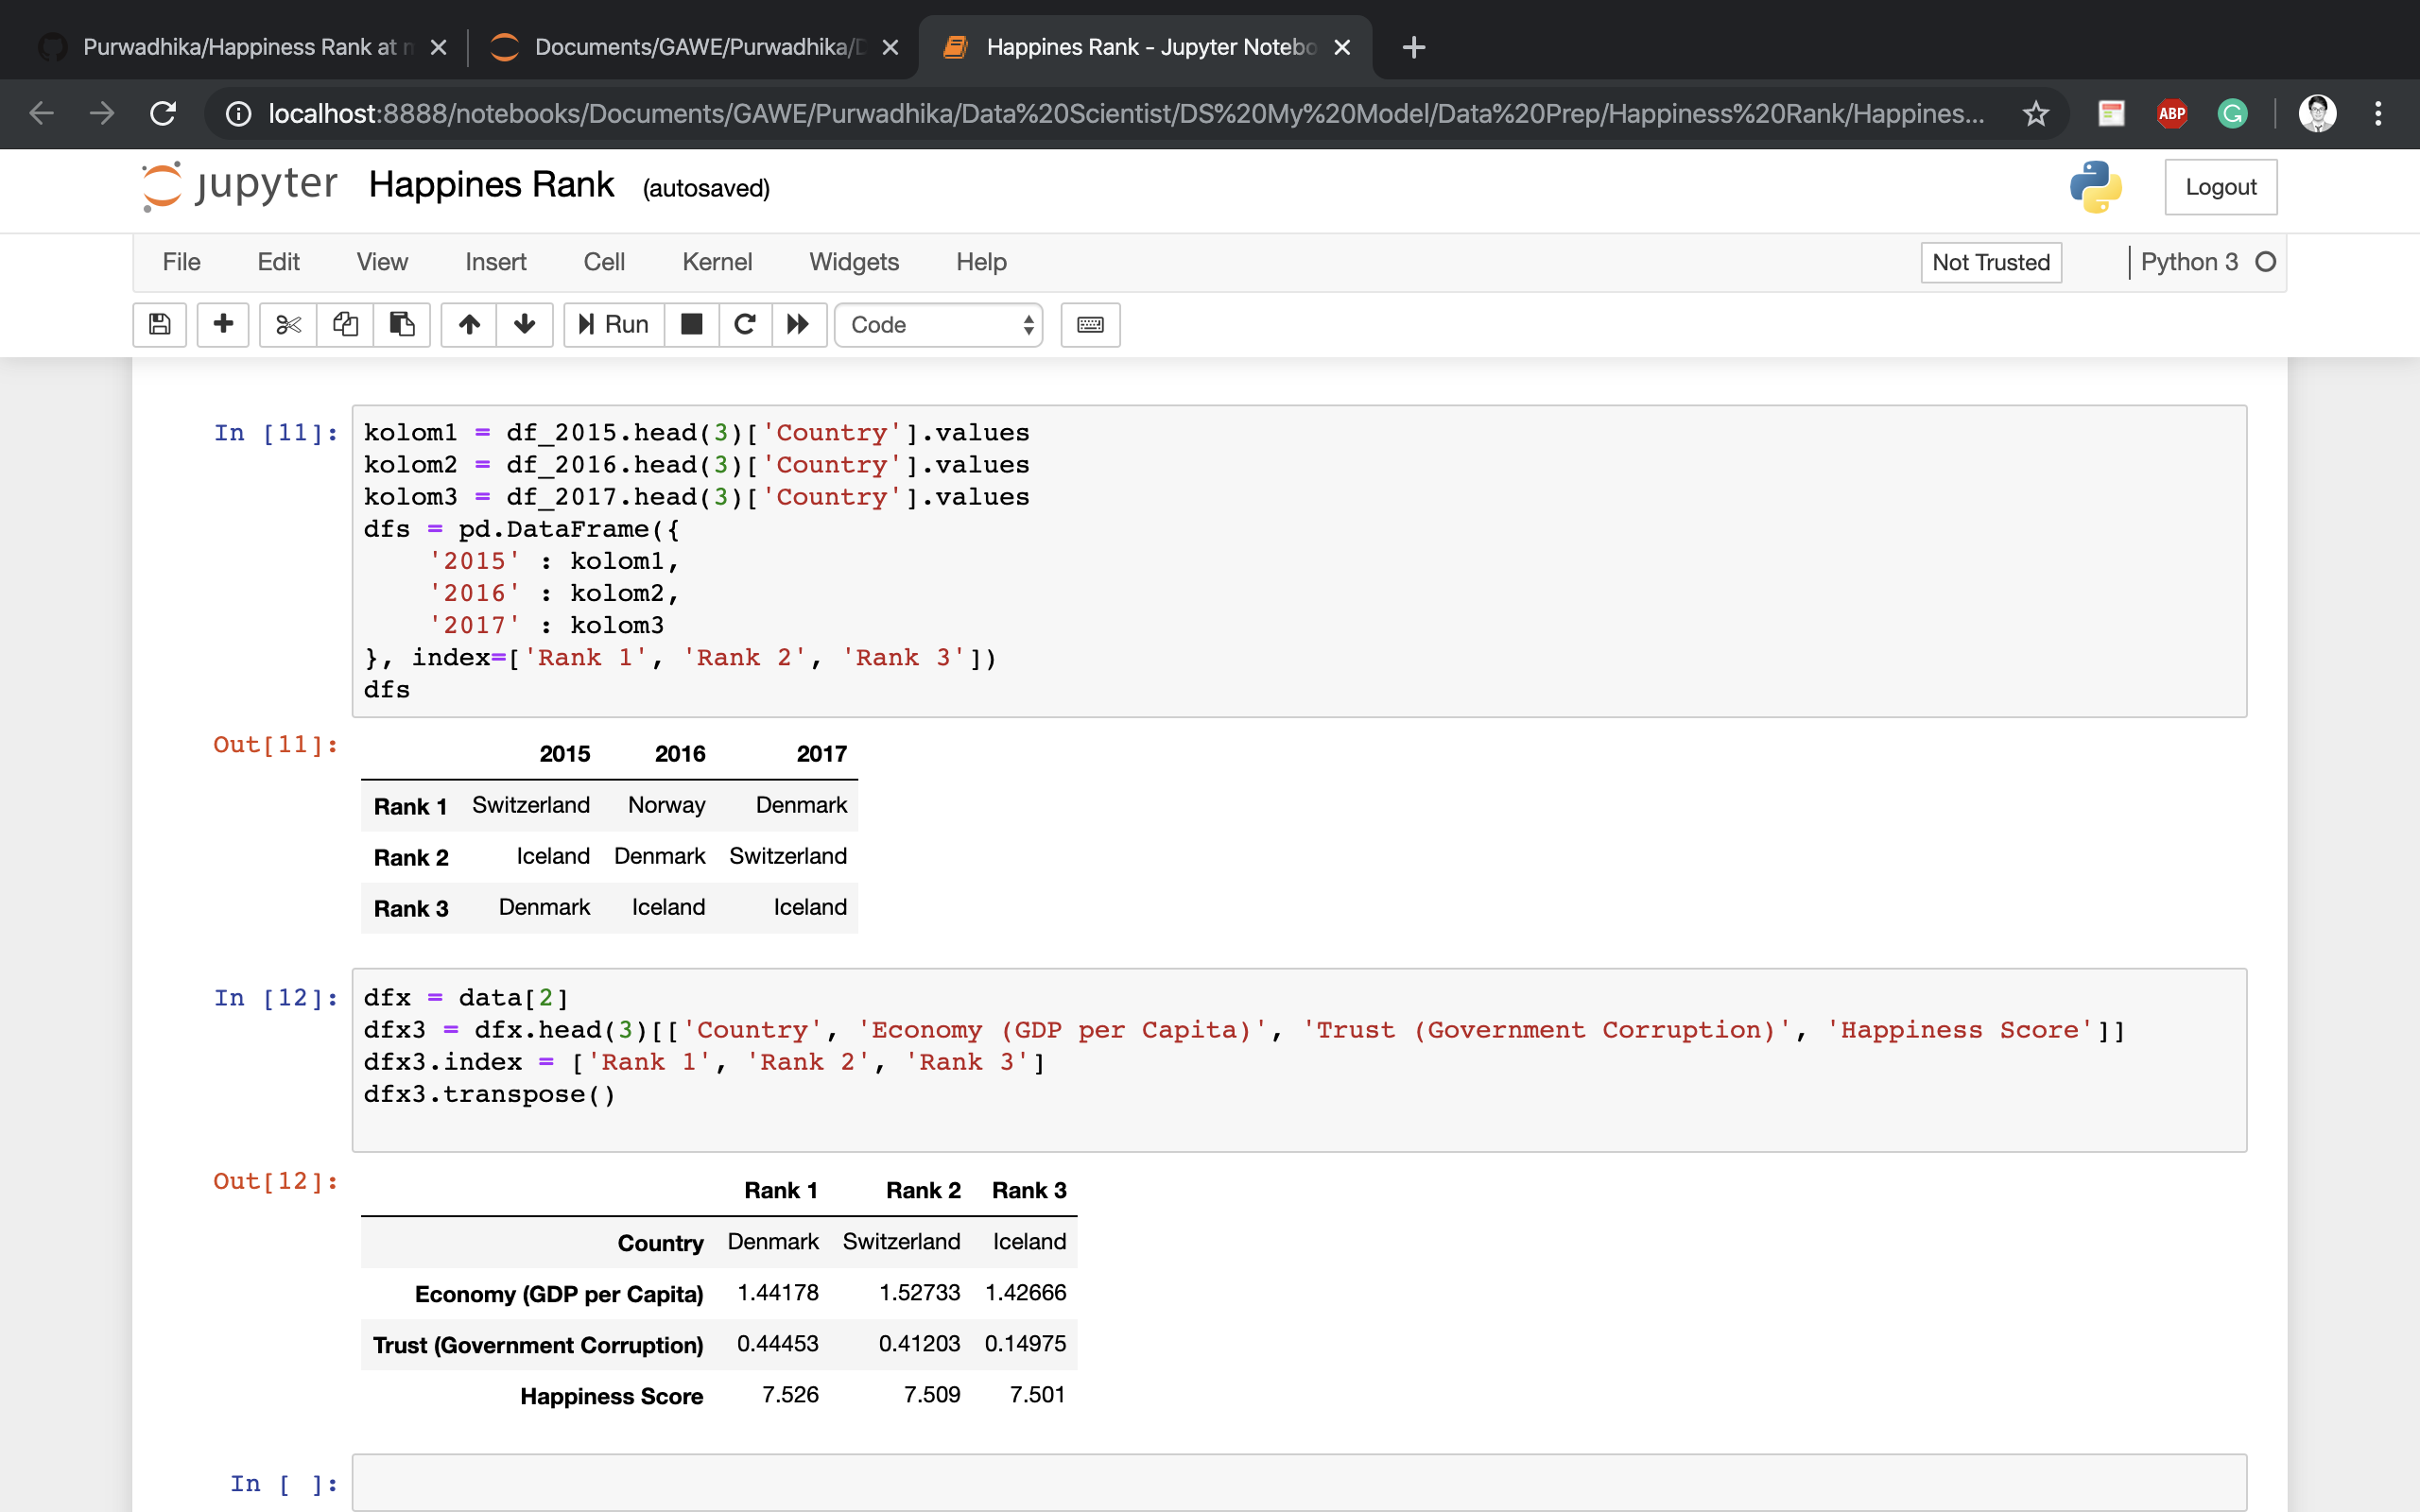 Purwadhika/Happiness Rank at
Documents/GAWE/Purwadhika/
Happines Rank - Jupyter Notebo
localhost:8888/notebooks/Documents/GAWE/Purwadhika/Data%20Scientist/DS%20My%20Model/Data%20Prep/Happiness%20Rank/Happines...
ABP
G
jupyter Happines Rank (autosaved)
Logout
File Edit View Insert Cell Kernel Widgets Help
Not Trusted
Python 3
Run
Code
In [11]:
kolom1 = df_2015.head(3)['Country'].values
kolom2 = df_2016.head(3)['Country'].values
kolom3 = df_2017.head(3)['Country'].values
dfs = pd.DataFrame({
    '2015' : kolom1,
    '2016' : kolom2,
    '2017' : kolom3
}, index=['Rank 1', 'Rank 2', 'Rank 3'])
dfs
Out[11]:
2015 2016 2017
Rank 1 Switzerland Norway Denmark
Rank 2 Iceland Denmark Switzerland
Rank 3 Denmark Iceland Iceland
In [12]:
dfx = data[2]
dfx3 = dfx.head(3)[['Country', 'Economy (GDP per Capita)', 'Trust (Government Corruption)', 'Happiness Score']]
dfx3.index = ['Rank 1', 'Rank 2', 'Rank 3']
dfx3.transpose()
Out[12]:
Rank 1 Rank 2 Rank 3
Country Denmark Switzerland Iceland
Economy (GDP per Capita) 1.44178 1.52733 1.42666
Trust (Government Corruption) 0.44453 0.41203 0.14975
Happiness Score 7.526 7.509 7.501
In [ ]: